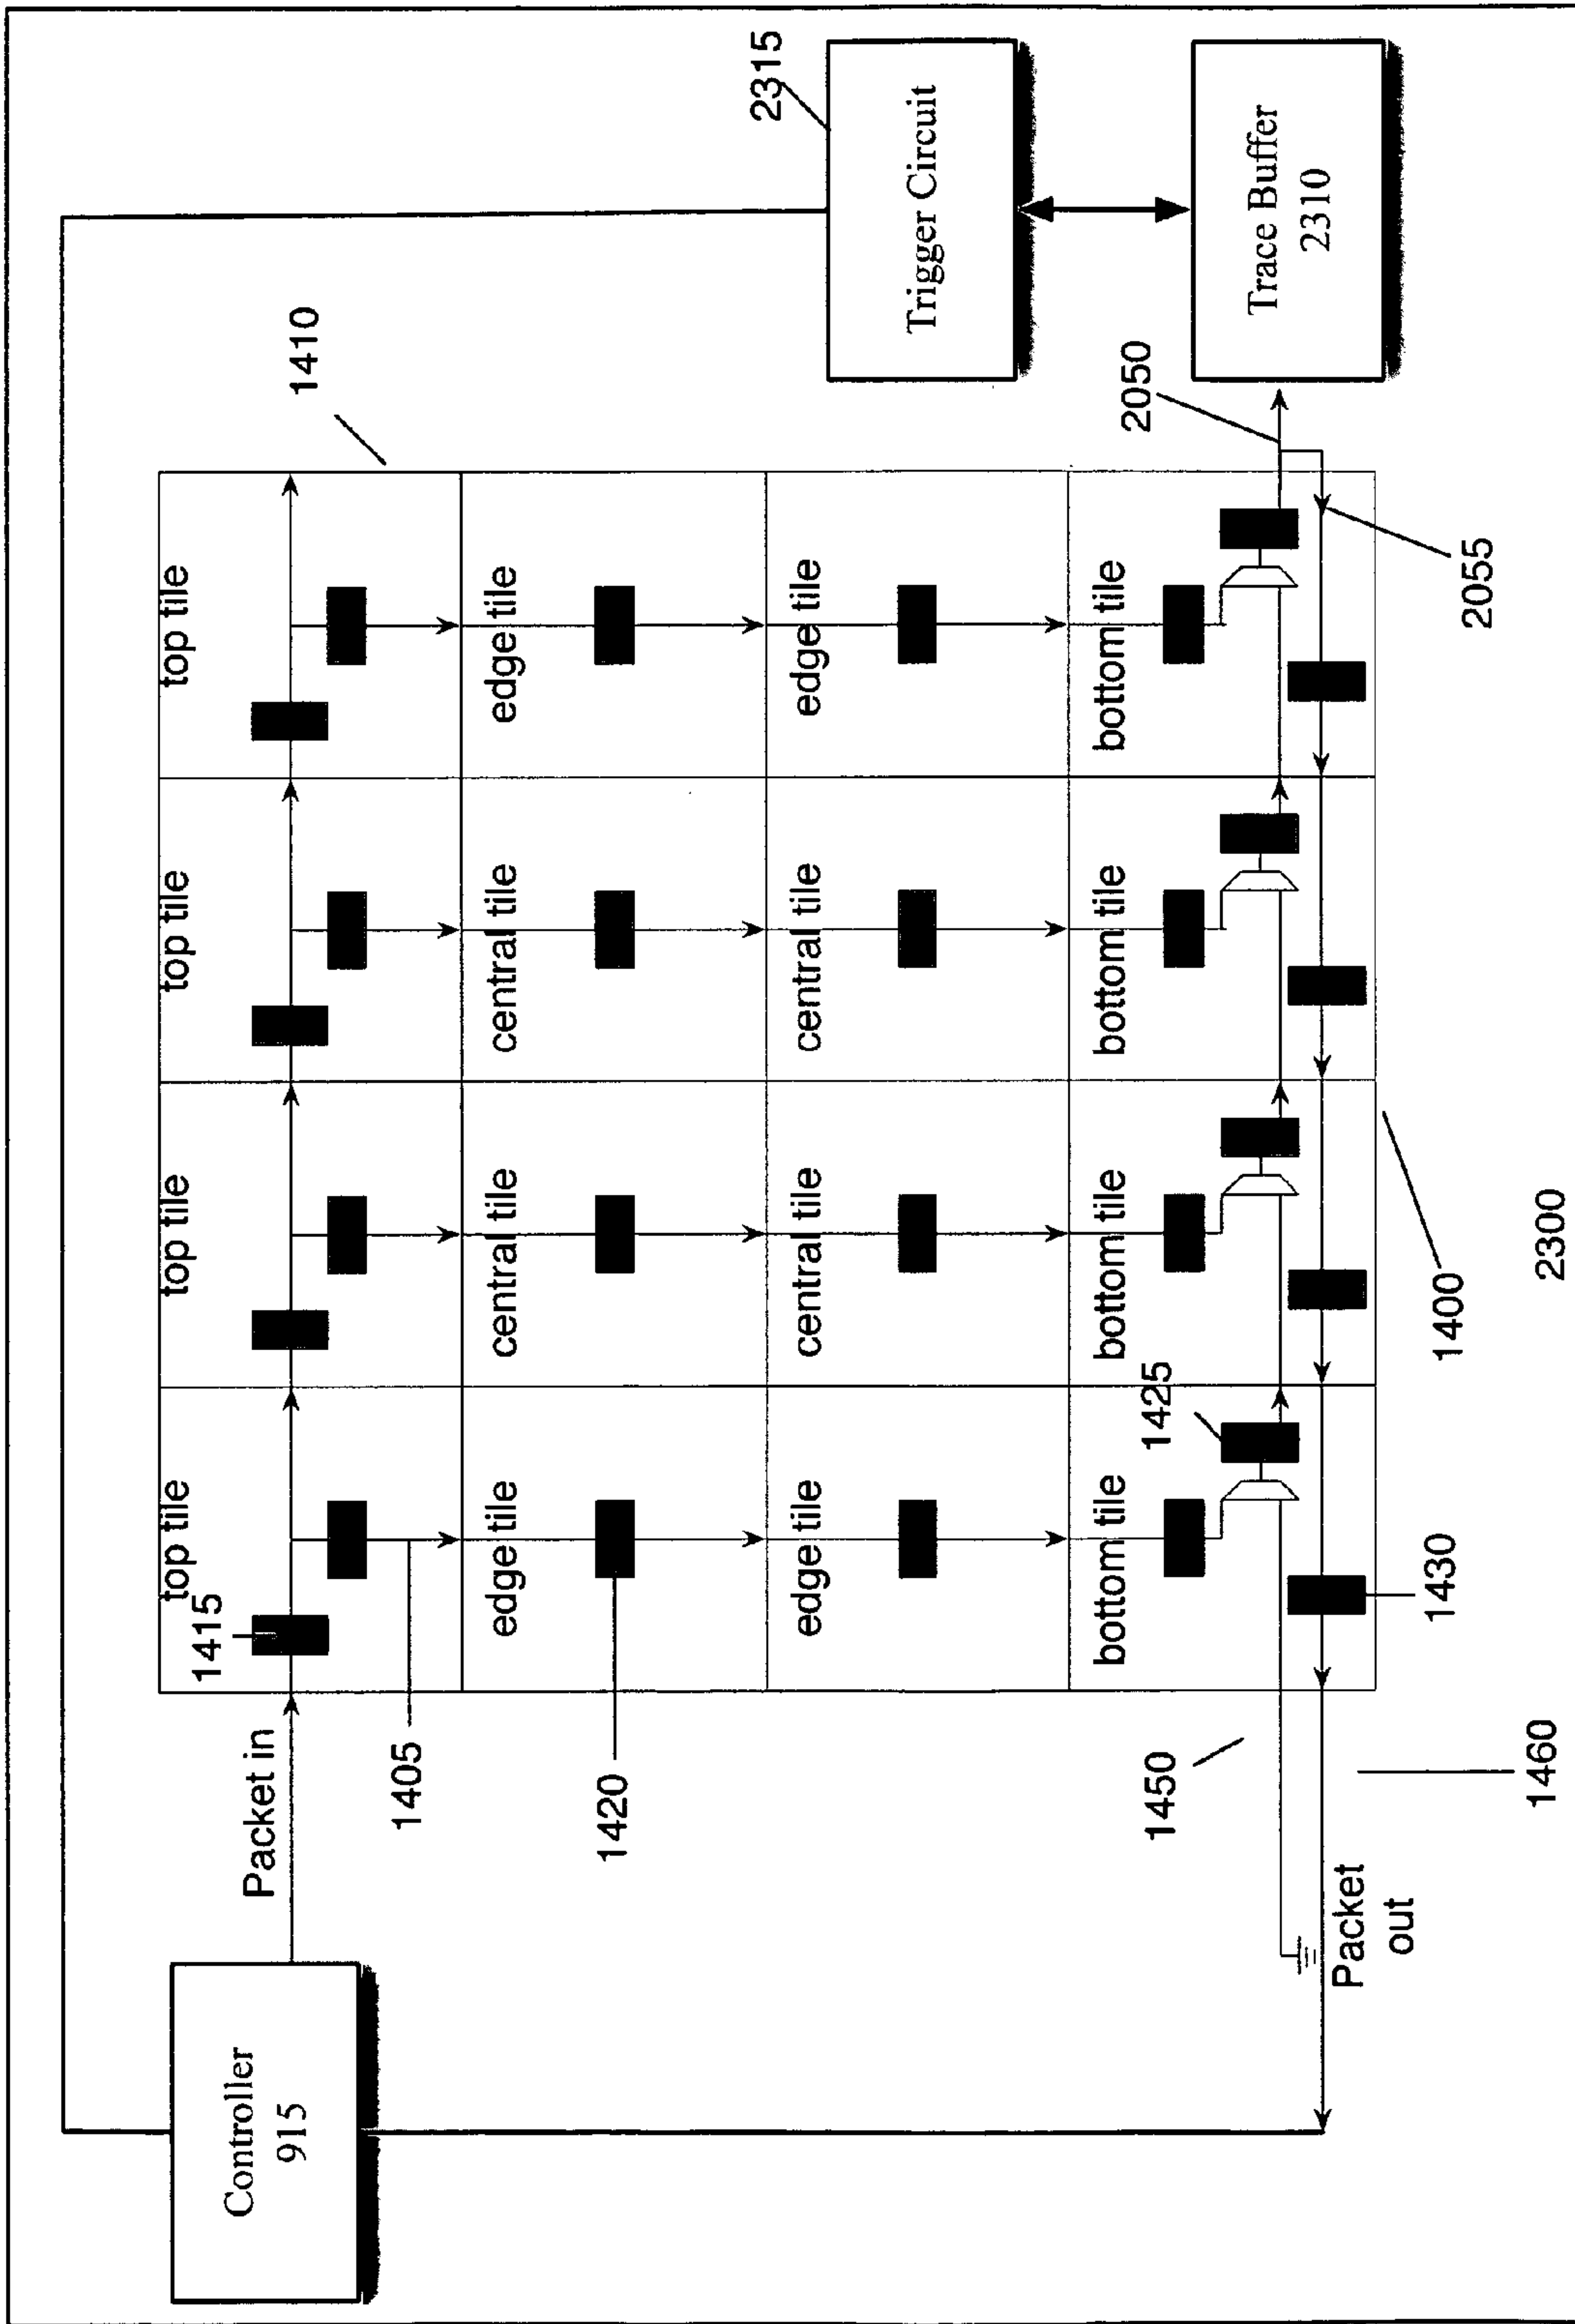 2315
Trigger Circuit
Trace Buffer
2310
1410
2050
2055
top tile
top tile
top tile
top tile
1415
edge tile
central tile
central tile
edge tile
edge tile
central tile
central tile
edge tile
bottom tile
bottom tile
bottom tile
bottom tile
1425
Packet in
1405
1420
1450
1430
1400
1460
2300
Packet
out
Controller
915